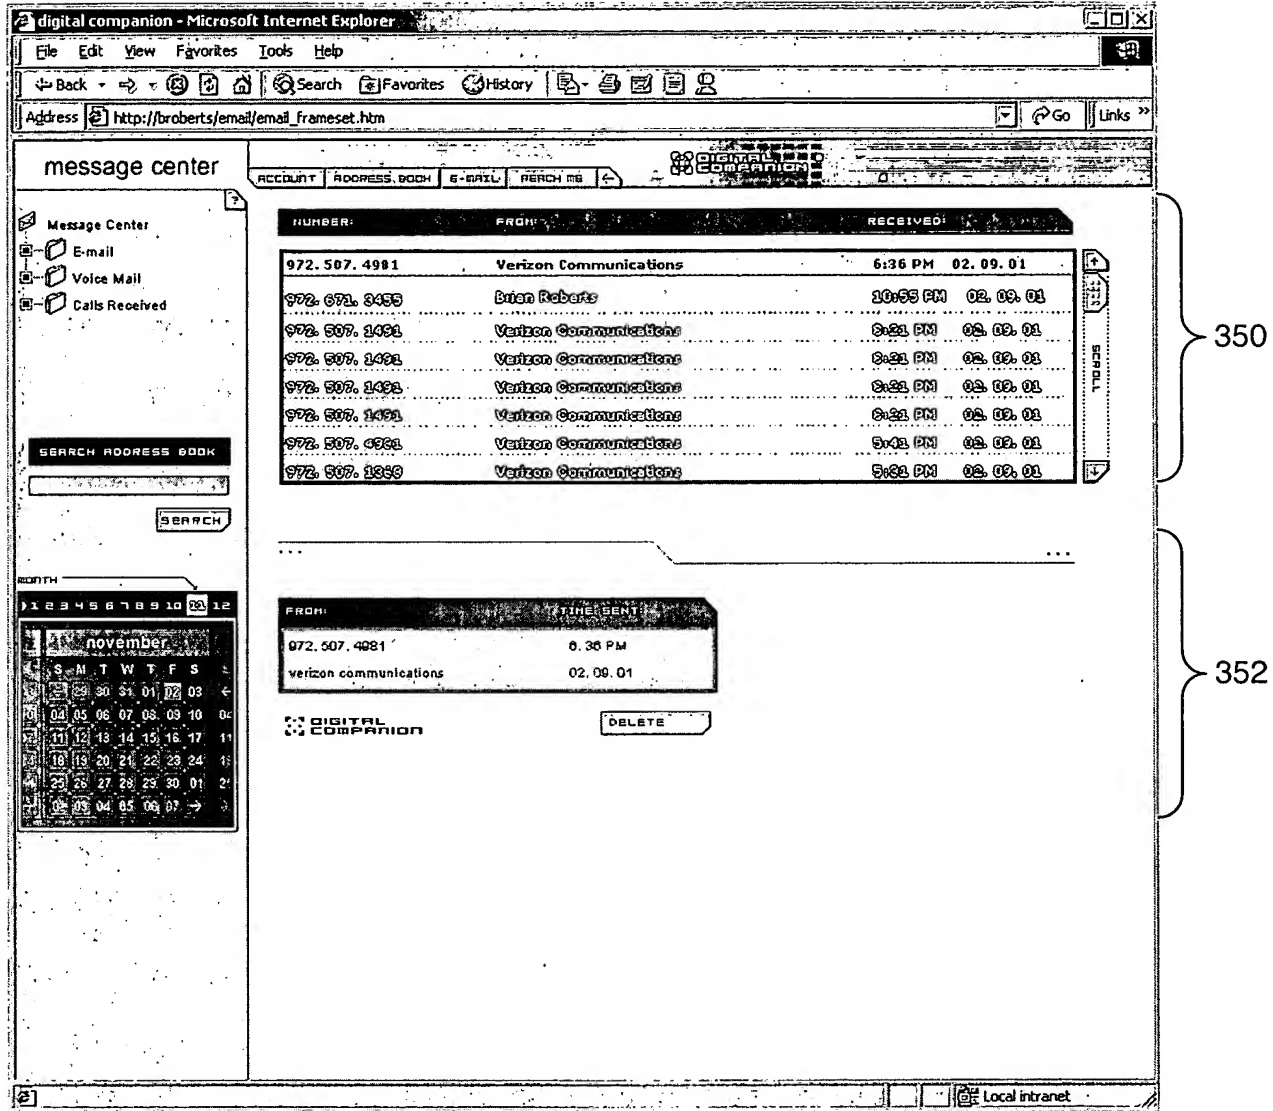 digital companion - Microsoft Internet Explorer
File Edit View Favorites Tools Help
Back Search Favorites History
Address http://broberts/email/email_frameset.htm Go Links »
message center
ACCOUNT ADDRESS BOOK E-MAIL REACH ME
DIGITAL COMPANION
?
Message Center
E-mail
Voice Mail
Calls Received
NUMBER: FROM: RECEIVED:
972.507.4981 Verizon Communications 6:36 PM 02.09.01
972.671.3455 Brian Roberts 10:55 PM 02.09.01
972.507.1491 Verizon Communications 8:21 PM 02.09.01
972.507.1491 Verizon Communications 8:21 PM 02.09.01
972.507.1491 Verizon Communications 8:21 PM 02.09.01
972.507.1491 Verizon Communications 8:21 PM 02.09.01
972.507.4981 Verizon Communications 5:41 PM 02.09.01
Verizon Communications 5:31 PM 02.09.01
SCROLL
350
SEARCH ADDRESS BOOK
SEARCH
... ...
MONTH
1 2 3 4 5 6 7 8 9 10 11 12
november
S M T W T F S
29 30 31 01 02 03
04 05 06 07 08 09 10
11 12 13 14 15 16 17
18 19 20 21 22 23 24
25 26 27 28 29 30 01
02 03 04 05 06 07
FROM: TIME SENT:
972.507.4981 6.36 PM
verizon communications 02.09.01
DIGITAL COMPANION
DELETE
352
Local intranet